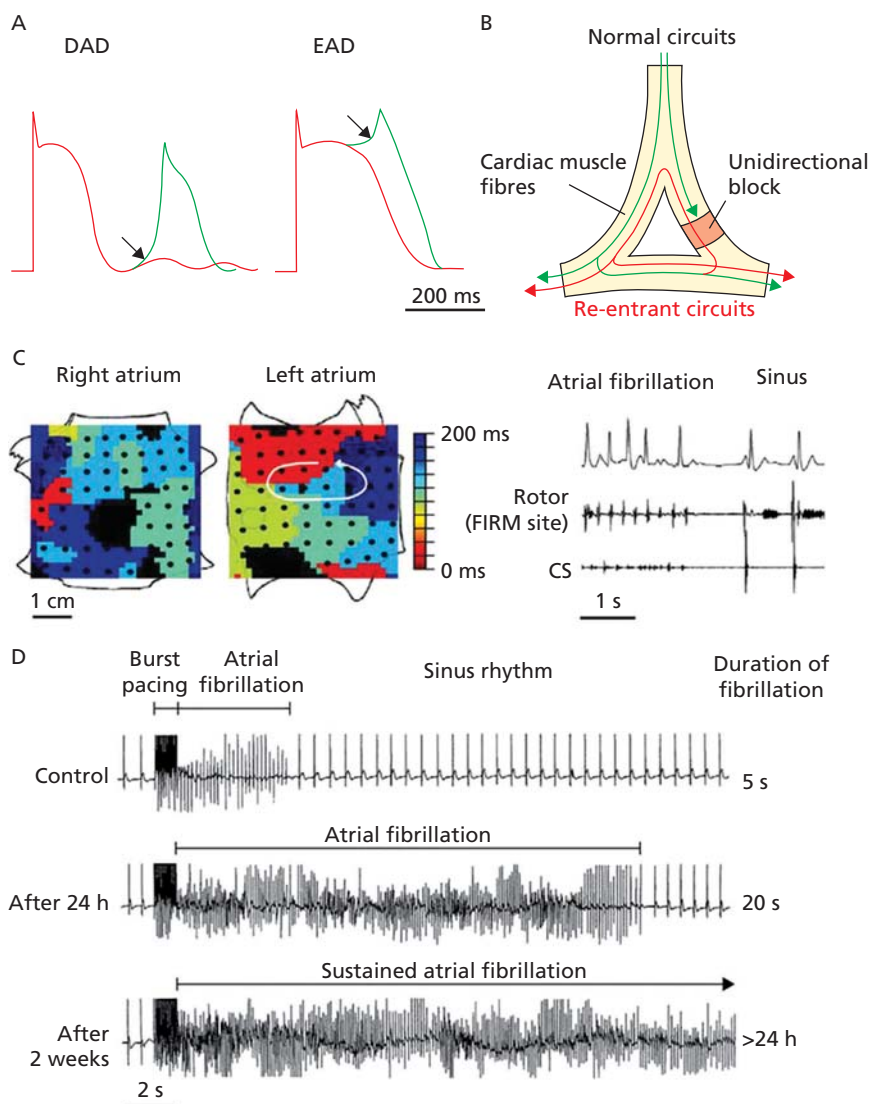 A
DAD
EAD
200 ms
B
Normal circuits
Cardiac muscle
fibres
Unidirectional
block
Re-entrant circuits
C
Right atrium
Left atrium
200 ms
0 ms
1 cm
Atrial fibrillation
Sinus
Rotor
(FIRM site)
CS
1 s
D
Burst
pacing
Atrial
fibrillation
Sinus rhythm
Duration of
fibrillation
Control
5 s
Atrial fibrillation
After 24 h
20 s
Sustained atrial fibrillation
After
2 weeks
>24 h
2 s